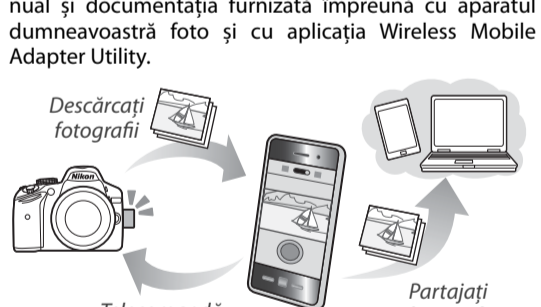 nual și documentația furnizată împreună cu aparatul
dumneavoastră foto și cu aplicația Wireless Mobile
Adapter Utility.
Descărcați
fotografii
Nikon
Partajați